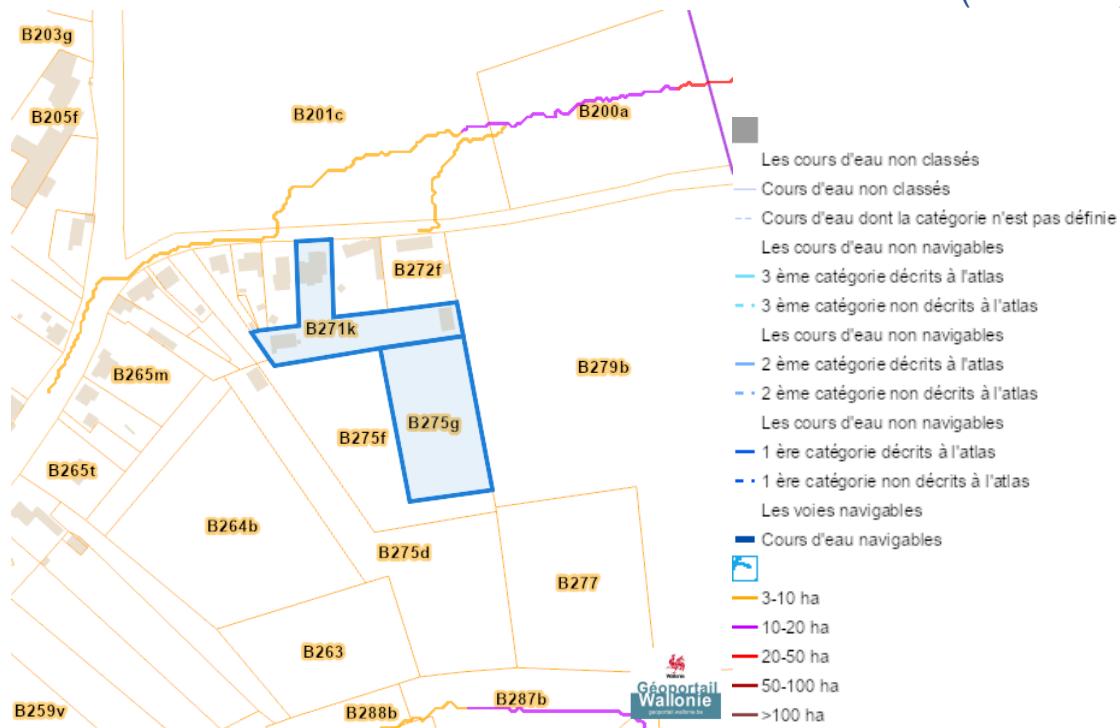 (
B203g
B205f
B201c
B200a
B272f
B271k
B265m
B279b
B275g
B275f
B265t
B264b
B275d
B277
B263
B259v
B288b
B287b
Wallonie
Géoportail
Wallonie
geoportail.wallonie.be
Les cours d'eau non classés
Cours d'eau non classés
Cours d'eau dont la catégorie n'est pas définie
Les cours d'eau non navigables
3 ème catégorie décrits à l'atlas
3 ème catégorie non décrits à l'atlas
Les cours d'eau non navigables
2 ème catégorie décrits à l'atlas
2 ème catégorie non décrits à l'atlas
Les cours d'eau non navigables
1 ère catégorie décrits à l'atlas
1 ère catégorie non décrits à l'atlas
Les voies navigables
Cours d'eau navigables
3-10 ha
10-20 ha
20-50 ha
50-100 ha
>100 ha